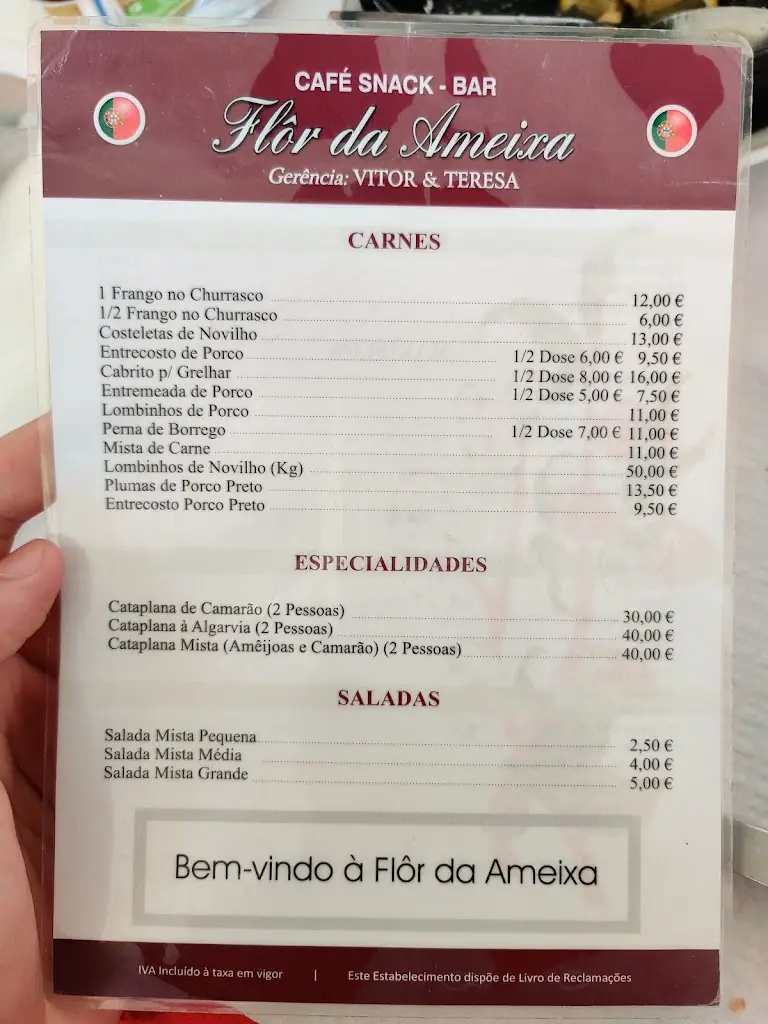 CAFÉ SNACK - BAR
Flôr da Ameixa
Gerência: VITOR & TERESA
CARNES
1 Frango no Churrasco 12,00 €
1/2 Frango no Churrasco 6,00 €
Costeletas de Novilho 13,00 €
Entrecosto de Porco 1/2 Dose 6,00 € 9,50 €
Cabrito p/ Grelhar 1/2 Dose 8,00 € 16,00 €
Entremeada de Porco 1/2 Dose 5,00 € 7,50 €
Lombinhos de Porco 11,00 €
Perna de Borrego 1/2 Dose 7,00 € 11,00 €
Mista de Carne 11,00 €
Lombinhos de Novilho (Kg) 50,00 €
Plumas de Porco Preto 13,50 €
Entrecosto Porco Preto 9,50 €
ESPECIALIDADES
Cataplana de Camarão (2 Pessoas) 30,00 €
Cataplana à Algarvia (2 Pessoas) 40,00 €
Cataplana Mista (Amêijoas e Camarão) (2 Pessoas) 40,00 €
SALADAS
Salada Mista Pequena 2,50 €
Salada Mista Média 4,00 €
Salada Mista Grande 5,00 €
Bem-vindo à Flôr da Ameixa
IVA Incluído à taxa em vigor | Este Estabelecimento dispõe de Livro de Reclamações